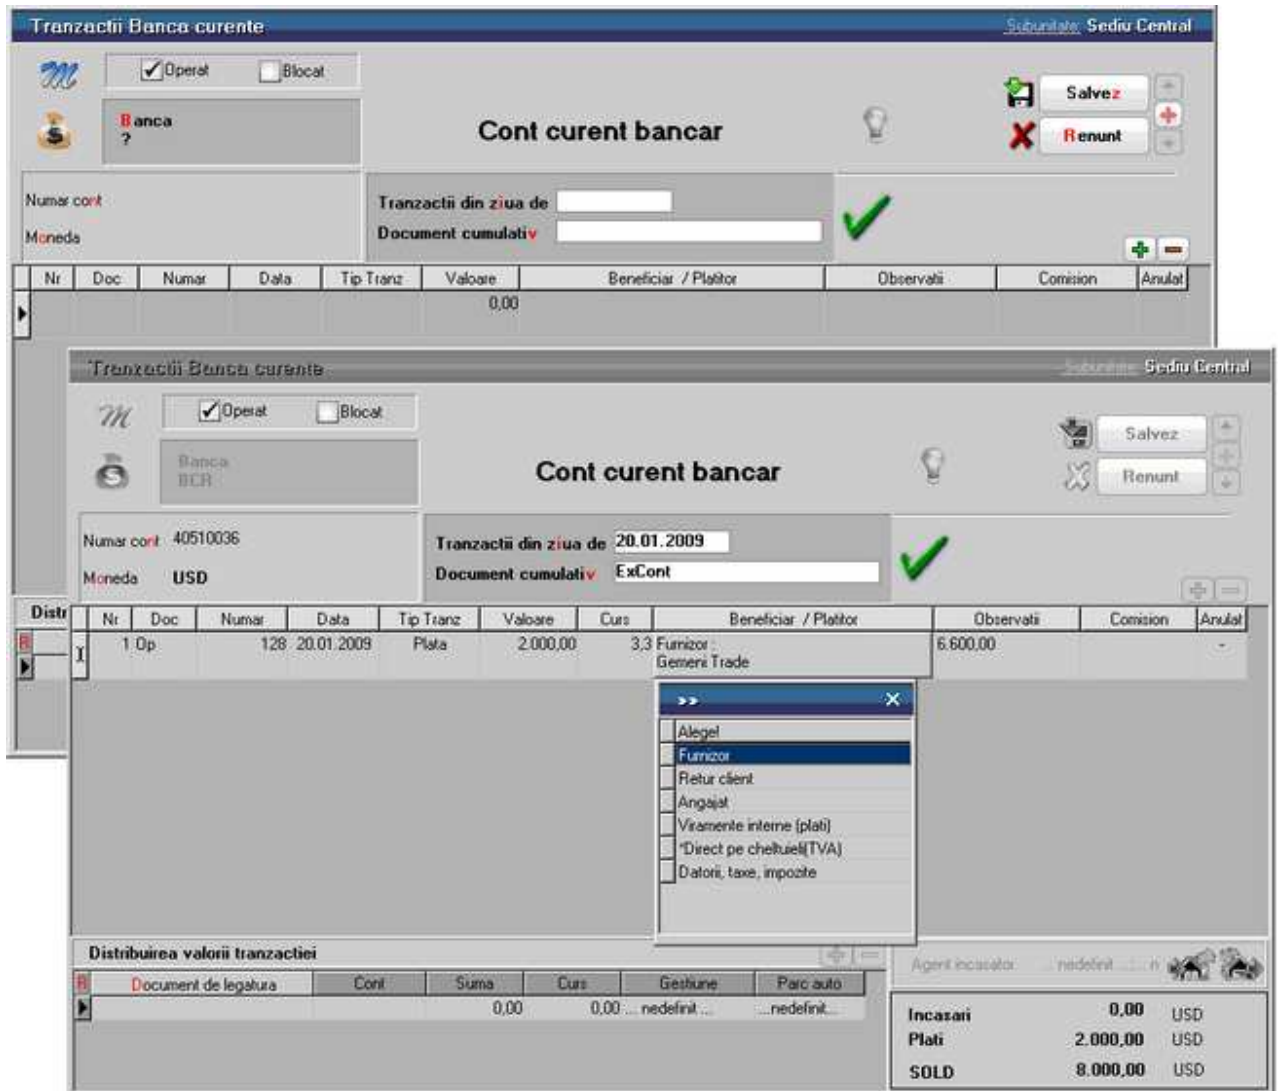 Tranzactii Banca curente Subunitate: Sediu Central
Operat Blocat
Salvez
Banca
?
Cont curent bancar
Renunt
Numar cont
Tranzactii din ziua de
Moneda
Document cumulativ
Nr Doc Numar Data Tip Tranz Valoare Beneficiar / Platitor Observatii Comision Anulat
0,00
Tranzactii Banca curente Subunitate: Sediu Central
Operat Blocat
Salvez
Banca
BCR
Cont curent bancar
Renunt
Numar cont 40510036
Tranzactii din ziua de 20.01.2009
Moneda USD
Document cumulativ ExCont
Distr
Nr Doc Numar Data Tip Tranz Valoare Curs Beneficiar / Platitor Observatii Comision Anulat
B
1 Op 128 20.01.2009 Plata 2.000,00 3,3 Furnizor : 6.600,00 -
Gemeni Trade
>>
Alege!
Furnizor
Retur client
Angajat
Viramente interne (plati)
*Direct pe cheltuieli(TVA)
Datorii, taxe, impozite
Distribuirea valorii tranzactiei
Agent incasator ... nedefinit ...
B Document de legatura Cont Suma Curs Gestiune Parc auto
0,00 0,00 ... nedefinit ... ...nedefinit...
Incasari 0,00 USD
Plati 2.000,00 USD
SOLD 8.000,00 USD